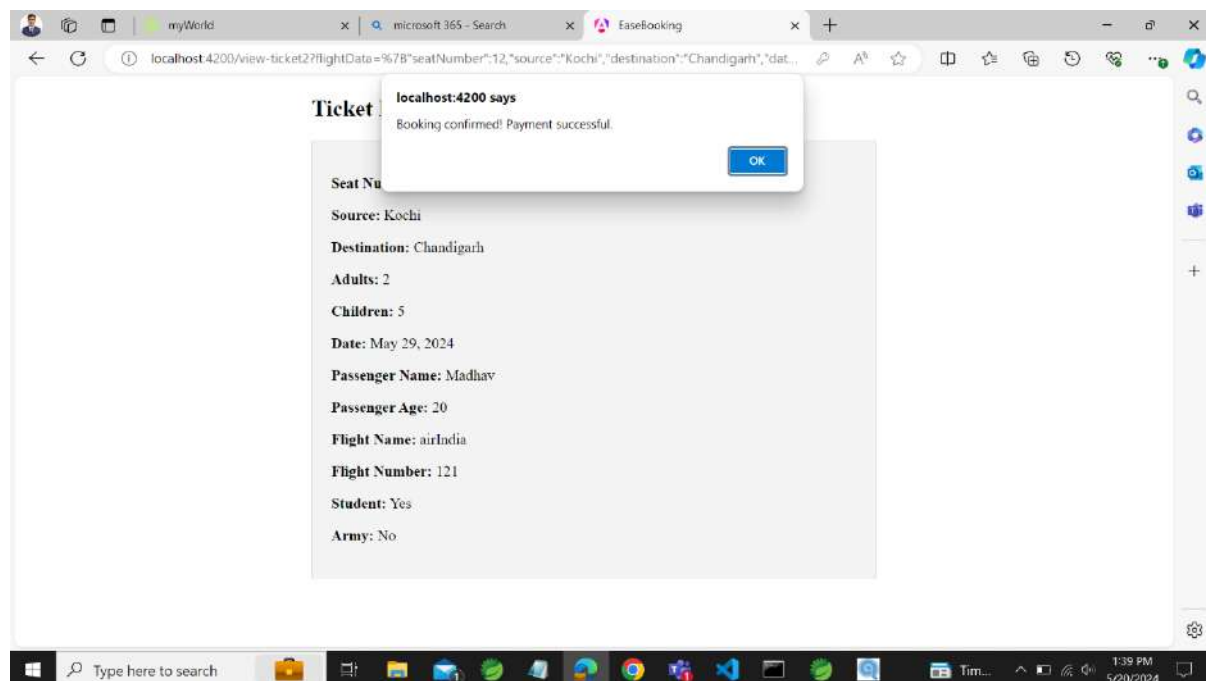 myWorld
microsoft 365 - Search
EaseBooking
localhost:4200/view-ticket2?flightData=%7B"seatNumber":12,"source":"Kochi","destination":"Chandigarh","dat...
localhost:4200 says
Booking confirmed! Payment successful.
OK
Ticket
Seat Nu
Source: Kochi
Destination: Chandigarh
Adults: 2
Children: 5
Date: May 29, 2024
Passenger Name: Madhav
Passenger Age: 20
Flight Name: airIndia
Flight Number: 121
Student: Yes
Army: No
Type here to search
Tim...
1:39 PM
5/20/2024